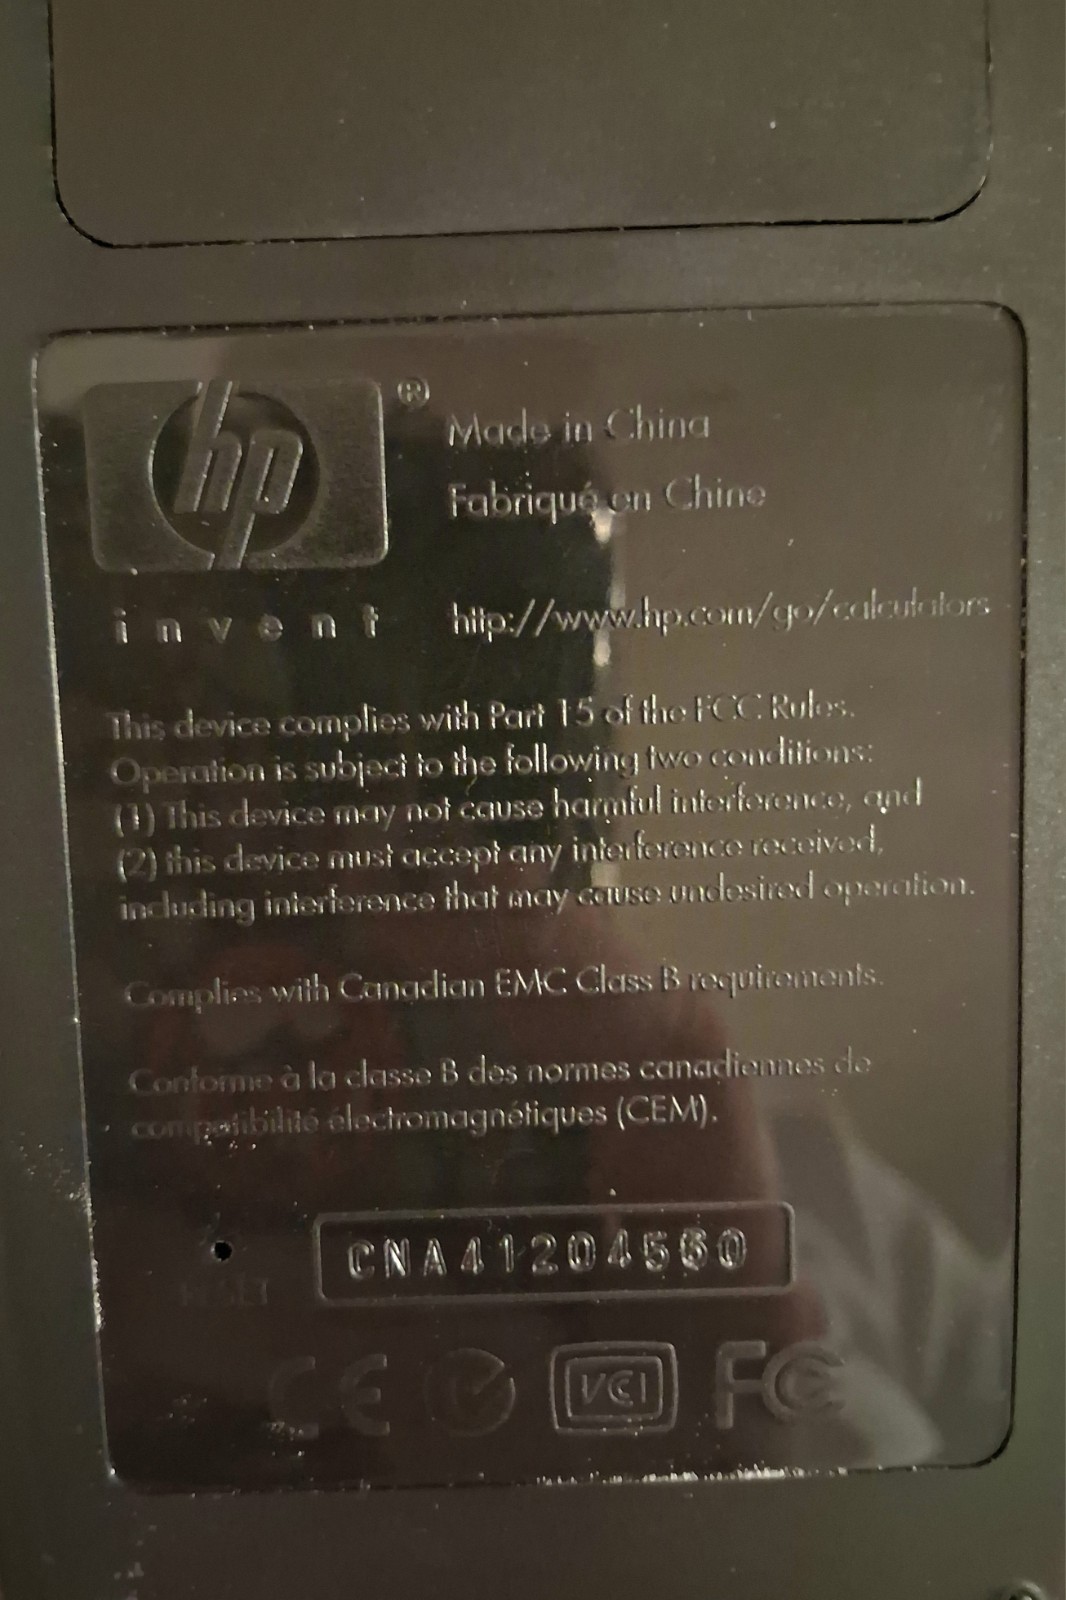 hp ®
Made in China
Fabriqué en Chine
invent
http://www.hp.com/go/calculators
This device complies with Part 15 of the FCC Rules.
Operation is subject to the following two conditions:
(1) This device may not cause harmful interference, and
(2) this device must accept any interference received,
including interference that may cause undesired operation.
Complies with Canadian EMC Class B requirements.
Conforme à la classe B des normes canadiennes de
compatibilité électromagnétiques (CEM).
CNA41204560
RESET
CE VCI FC